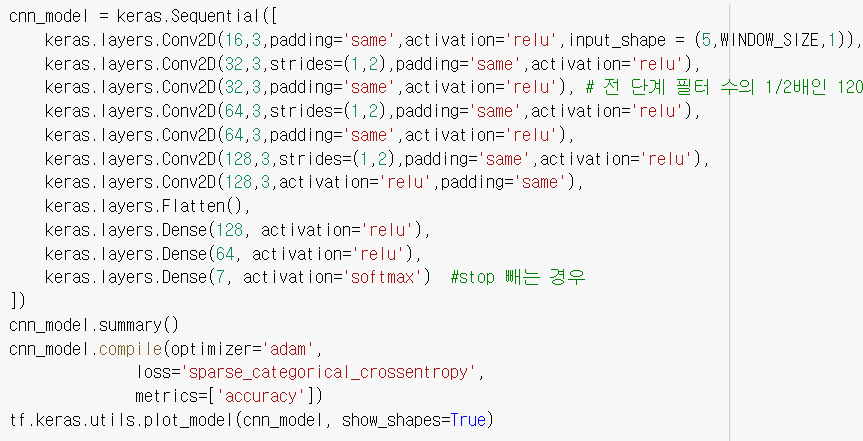 cnn_model = keras.Sequential([
    keras.layers.Conv2D(16,3,padding='same',activation='relu',input_shape = (5,WINDOW_SIZE,1)),
    keras.layers.Conv2D(32,3,strides=(1,2),padding='same',activation='relu'),
    keras.layers.Conv2D(32,3,padding='same',activation='relu'), # 전 단계 필터 수의 1/2배인 120
    keras.layers.Conv2D(64,3,strides=(1,2),padding='same',activation='relu'),
    keras.layers.Conv2D(64,3,padding='same',activation='relu'),
    keras.layers.Conv2D(128,3,strides=(1,2),padding='same',activation='relu'),
    keras.layers.Conv2D(128,3,activation='relu',padding='same'),
    keras.layers.Flatten(),
    keras.layers.Dense(128, activation='relu'),
    keras.layers.Dense(64, activation='relu'),
    keras.layers.Dense(7, activation='softmax')  #stop 빼는 경우
])
cnn_model.summary()
cnn_model.compile(optimizer='adam',
              loss='sparse_categorical_crossentropy',
              metrics=['accuracy'])
tf.keras.utils.plot_model(cnn_model, show_shapes=True)